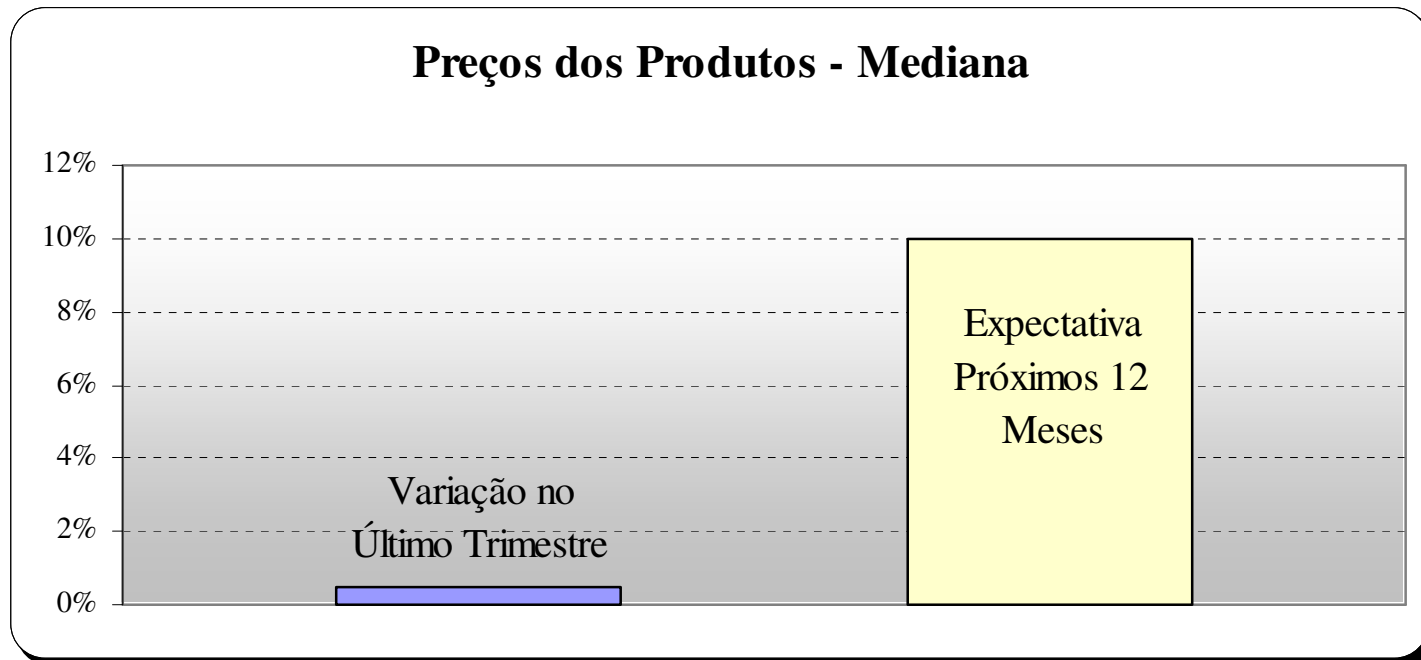 Preços dos Produtos - Mediana
12%
10%
8%
6%
4%
2%
0%
Variação no
Último Trimestre
Expectativa
Próximos 12
Meses